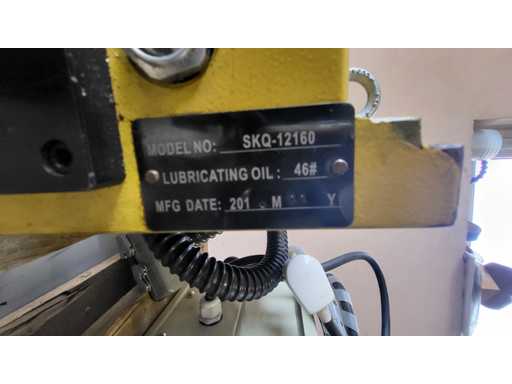 MODEL NO: SKQ-12160
LUBRICATING OIL: 46#
MFG DATE: 201 M Y